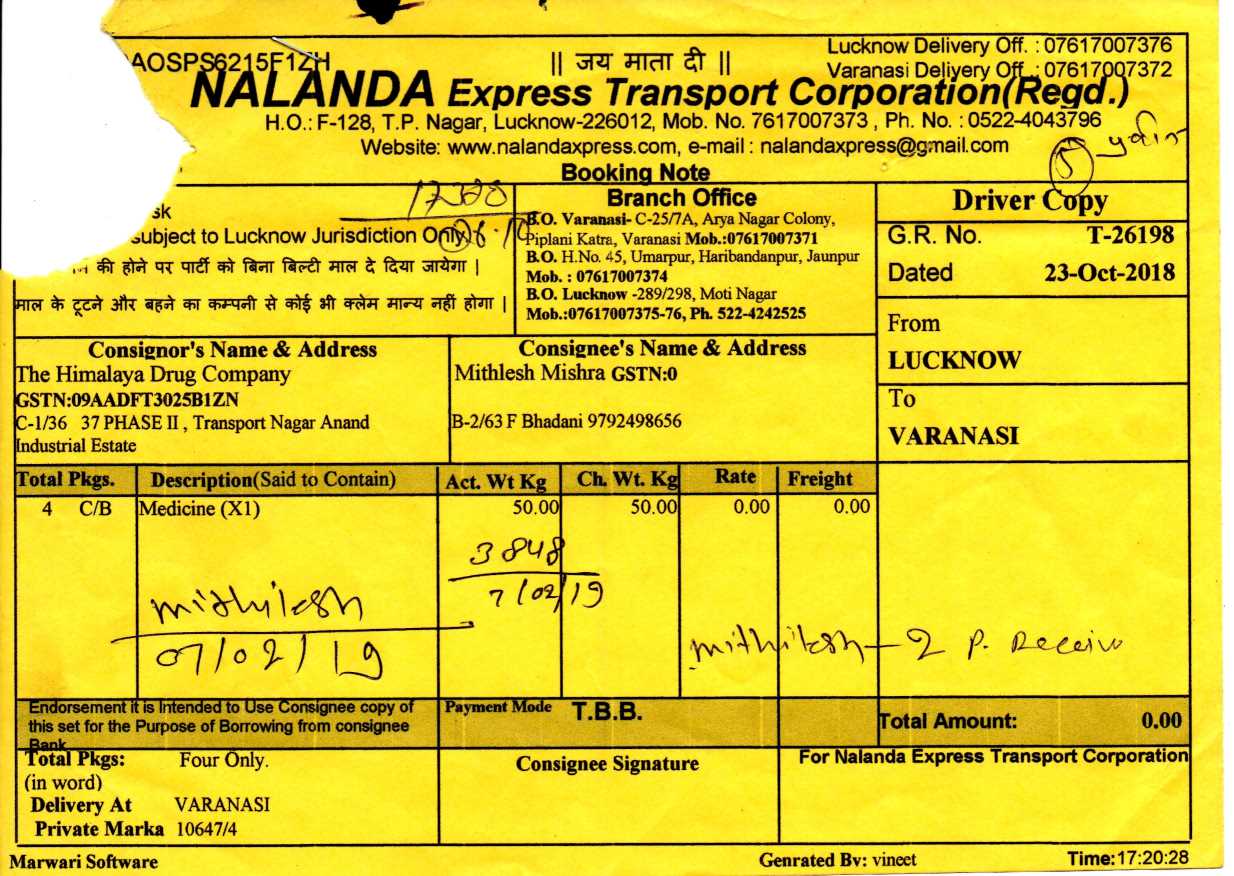 AOSPS6215F1ZH
|| जय माता दी ||
Lucknow Delivery Off. : 07617007376
Varanasi Delivery Off. : 07617007372
NALANDA Express Transport Corporation(Regd.)
H.O.: F-128, T.P. Nagar, Lucknow-226012, Mob. No. 7617007373 , Ph. No. : 0522-4043796
Website: www.nalandaxpress.com, e-mail : nalandaxpress@gmail.com
5
Booking Note
sk
subject to Lucknow Jurisdiction Only
की होने पर पार्टी को बिना बिल्टी माल दे दिया जायेगा |
माल के टूटने और बहने का कम्पनी से कोई भी क्लेम मान्य नहीं होगा |
Branch Office
B.O. Varanasi- C-25/7A, Arya Nagar Colony,
Piplani Katra, Varanasi Mob.:07617007371
B.O. H.No. 45, Umarpur, Haribandanpur, Jaunpur
Mob. : 07617007374
B.O. Lucknow -289/298, Moti Nagar
Mob.:07617007375-76, Ph. 522-4242525
Driver Copy
G.R. No. T-26198
Dated 23-Oct-2018
From
LUCKNOW
To
VARANASI
Consignor's Name & Address
The Himalaya Drug Company
GSTN:09AADFT3025B1ZN
C-1/36 37 PHASE II , Transport Nagar Anand
Industrial Estate
Consignee's Name & Address
Mithlesh Mishra GSTN:0
B-2/63 F Bhadani 9792498656
Total Pkgs. Description(Said to Contain) Act. Wt Kg Ch. Wt. Kg Rate Freight
4 C/B Medicine (X1) 50.00 50.00 0.00 0.00
3848
7/02/19
mithilesh
07/02/19
mithilesh - 2 P. Receive
Endorsement it is Intended to Use Consignee copy of
this set for the Purpose of Borrowing from consignee
Bank
Payment Mode T.B.B.
Total Amount: 0.00
Total Pkgs: Four Only.
(in word)
Delivery At VARANASI
Private Marka 10647/4
Consignee Signature
For Nalanda Express Transport Corporation
Marwari Software
Genrated By: vineet
Time:17:20:28